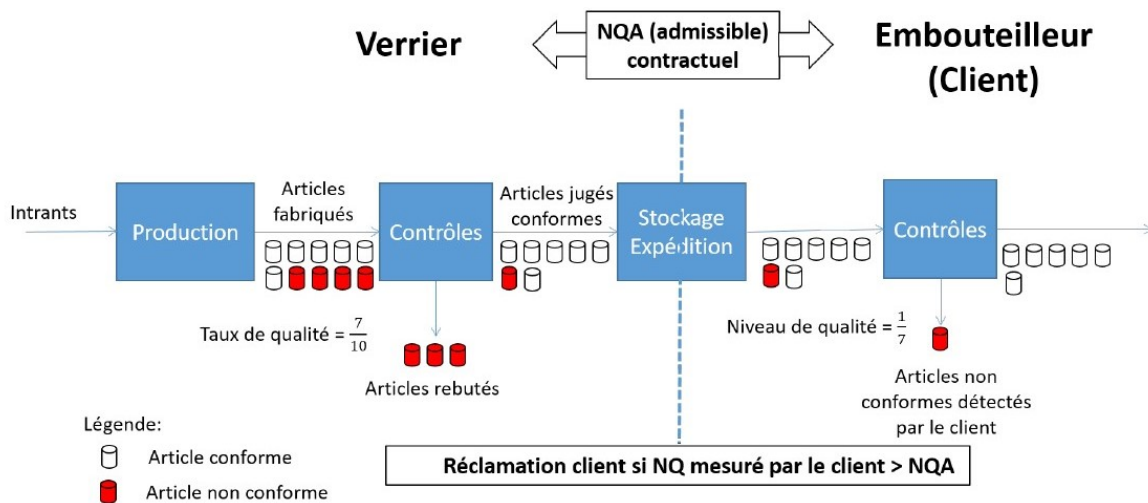 Verrier
NQA (admissible)
contractuel
Embouteilleur
(Client)
Intrants
Production
Articles
fabriqués
Contrôles
Articles jugés
conformes
Stockage
Expédition
Contrôles
Taux de qualité = 7/10
Articles rebutés
Niveau de qualité = 1/7
Articles non
conformes détectés
par le client
Légende:
Article conforme
Article non conforme
Réclamation client si NQ mesuré par le client > NQA